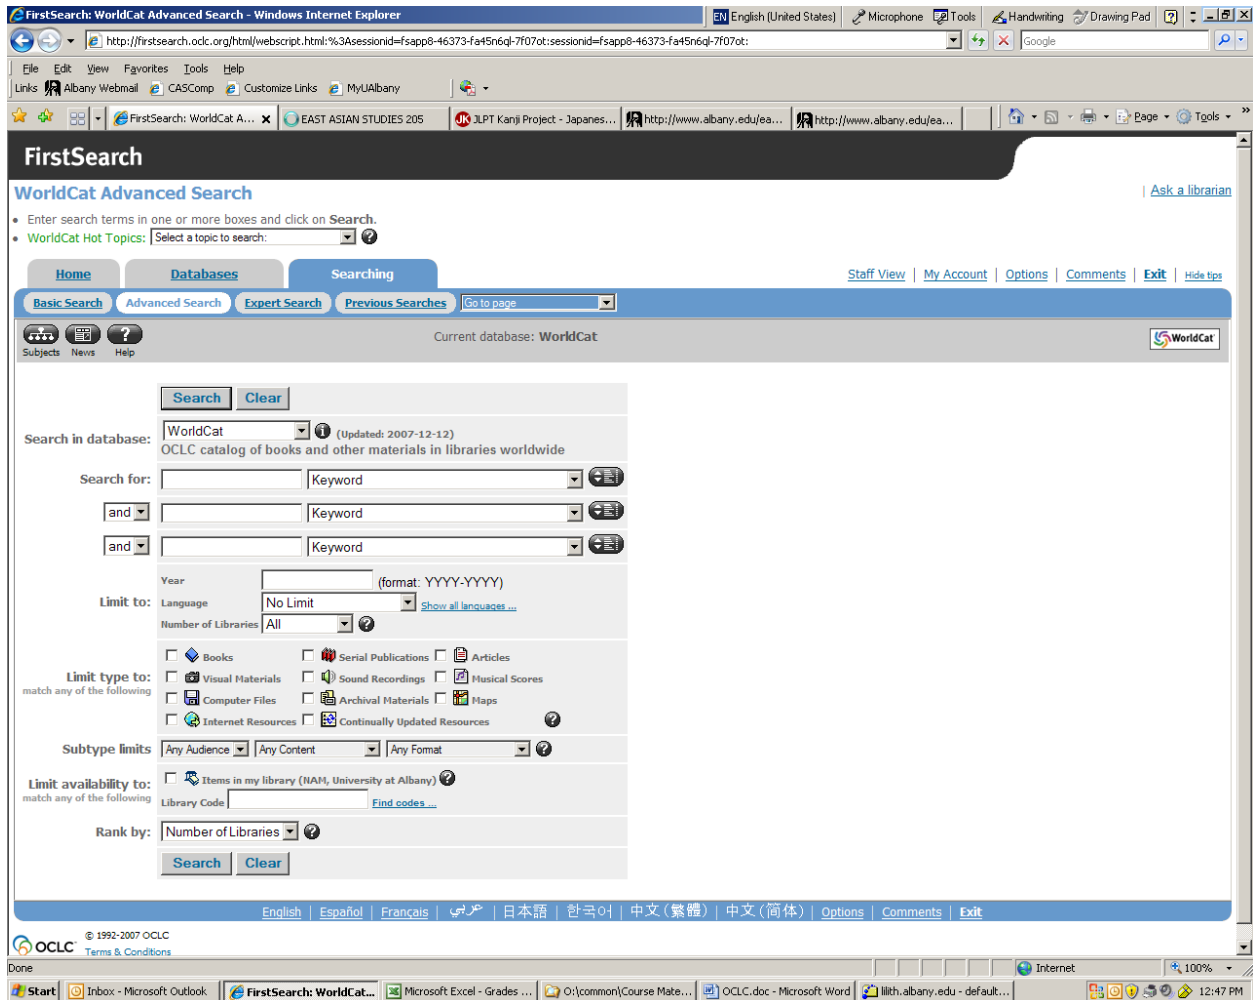 FirstSearch: WorldCat Advanced Search - Windows Internet Explorer
EN English (United States) Microphone Tools Handwriting Drawing Pad
http://firstsearch.oclc.org/html/webscript.html:%3Asessionid=fsapp8-46373-fa45n6ql-7f07ot:sessionid=fsapp8-46373-fa45n6ql-7f07ot:
Google
File Edit View Favorites Tools Help
Links Albany Webmail CASComp Customize Links MyUAlbany
FirstSearch: WorldCat A... EAST ASIAN STUDIES 205 JLPT Kanji Project - Japanes... http://www.albany.edu/ea... http://www.albany.edu/ea... Page Tools
FirstSearch
WorldCat Advanced Search
Ask a librarian
Enter search terms in one or more boxes and click on Search.
WorldCat Hot Topics: Select a topic to search:
Home Databases Searching
Staff View | My Account | Options | Comments | Exit | Hide tips
Basic Search Advanced Search Expert Search Previous Searches Go to page
Subjects News Help
Current database: WorldCat
WorldCat
Search Clear
Search in database: WorldCat (Updated: 2007-12-12)
OCLC catalog of books and other materials in libraries worldwide
Search for: Keyword
and Keyword
and Keyword
Limit to:
Year (format: YYYY-YYYY)
Language No Limit Show all languages ...
Number of Libraries All
Limit type to:
match any of the following
Books Serial Publications Articles
Visual Materials Sound Recordings Musical Scores
Computer Files Archival Materials Maps
Internet Resources Continually Updated Resources
Subtype limits Any Audience Any Content Any Format
Limit availability to:
match any of the following
Items in my library (NAM, University at Albany)
Library Code Find codes ...
Rank by: Number of Libraries
Search Clear
English | Español | Français | عربي | 日本語 | 한국어 | 中文(繁體) | 中文(简体) | Options | Comments | Exit
OCLC
© 1992-2007 OCLC
Terms & Conditions
Done Internet 100%
Start Inbox - Microsoft Outlook FirstSearch: WorldCat... Microsoft Excel - Grades ... O:\common\Course Mate... OCLC.doc - Microsoft Word lilith.albany.edu - default... 12:47 PM